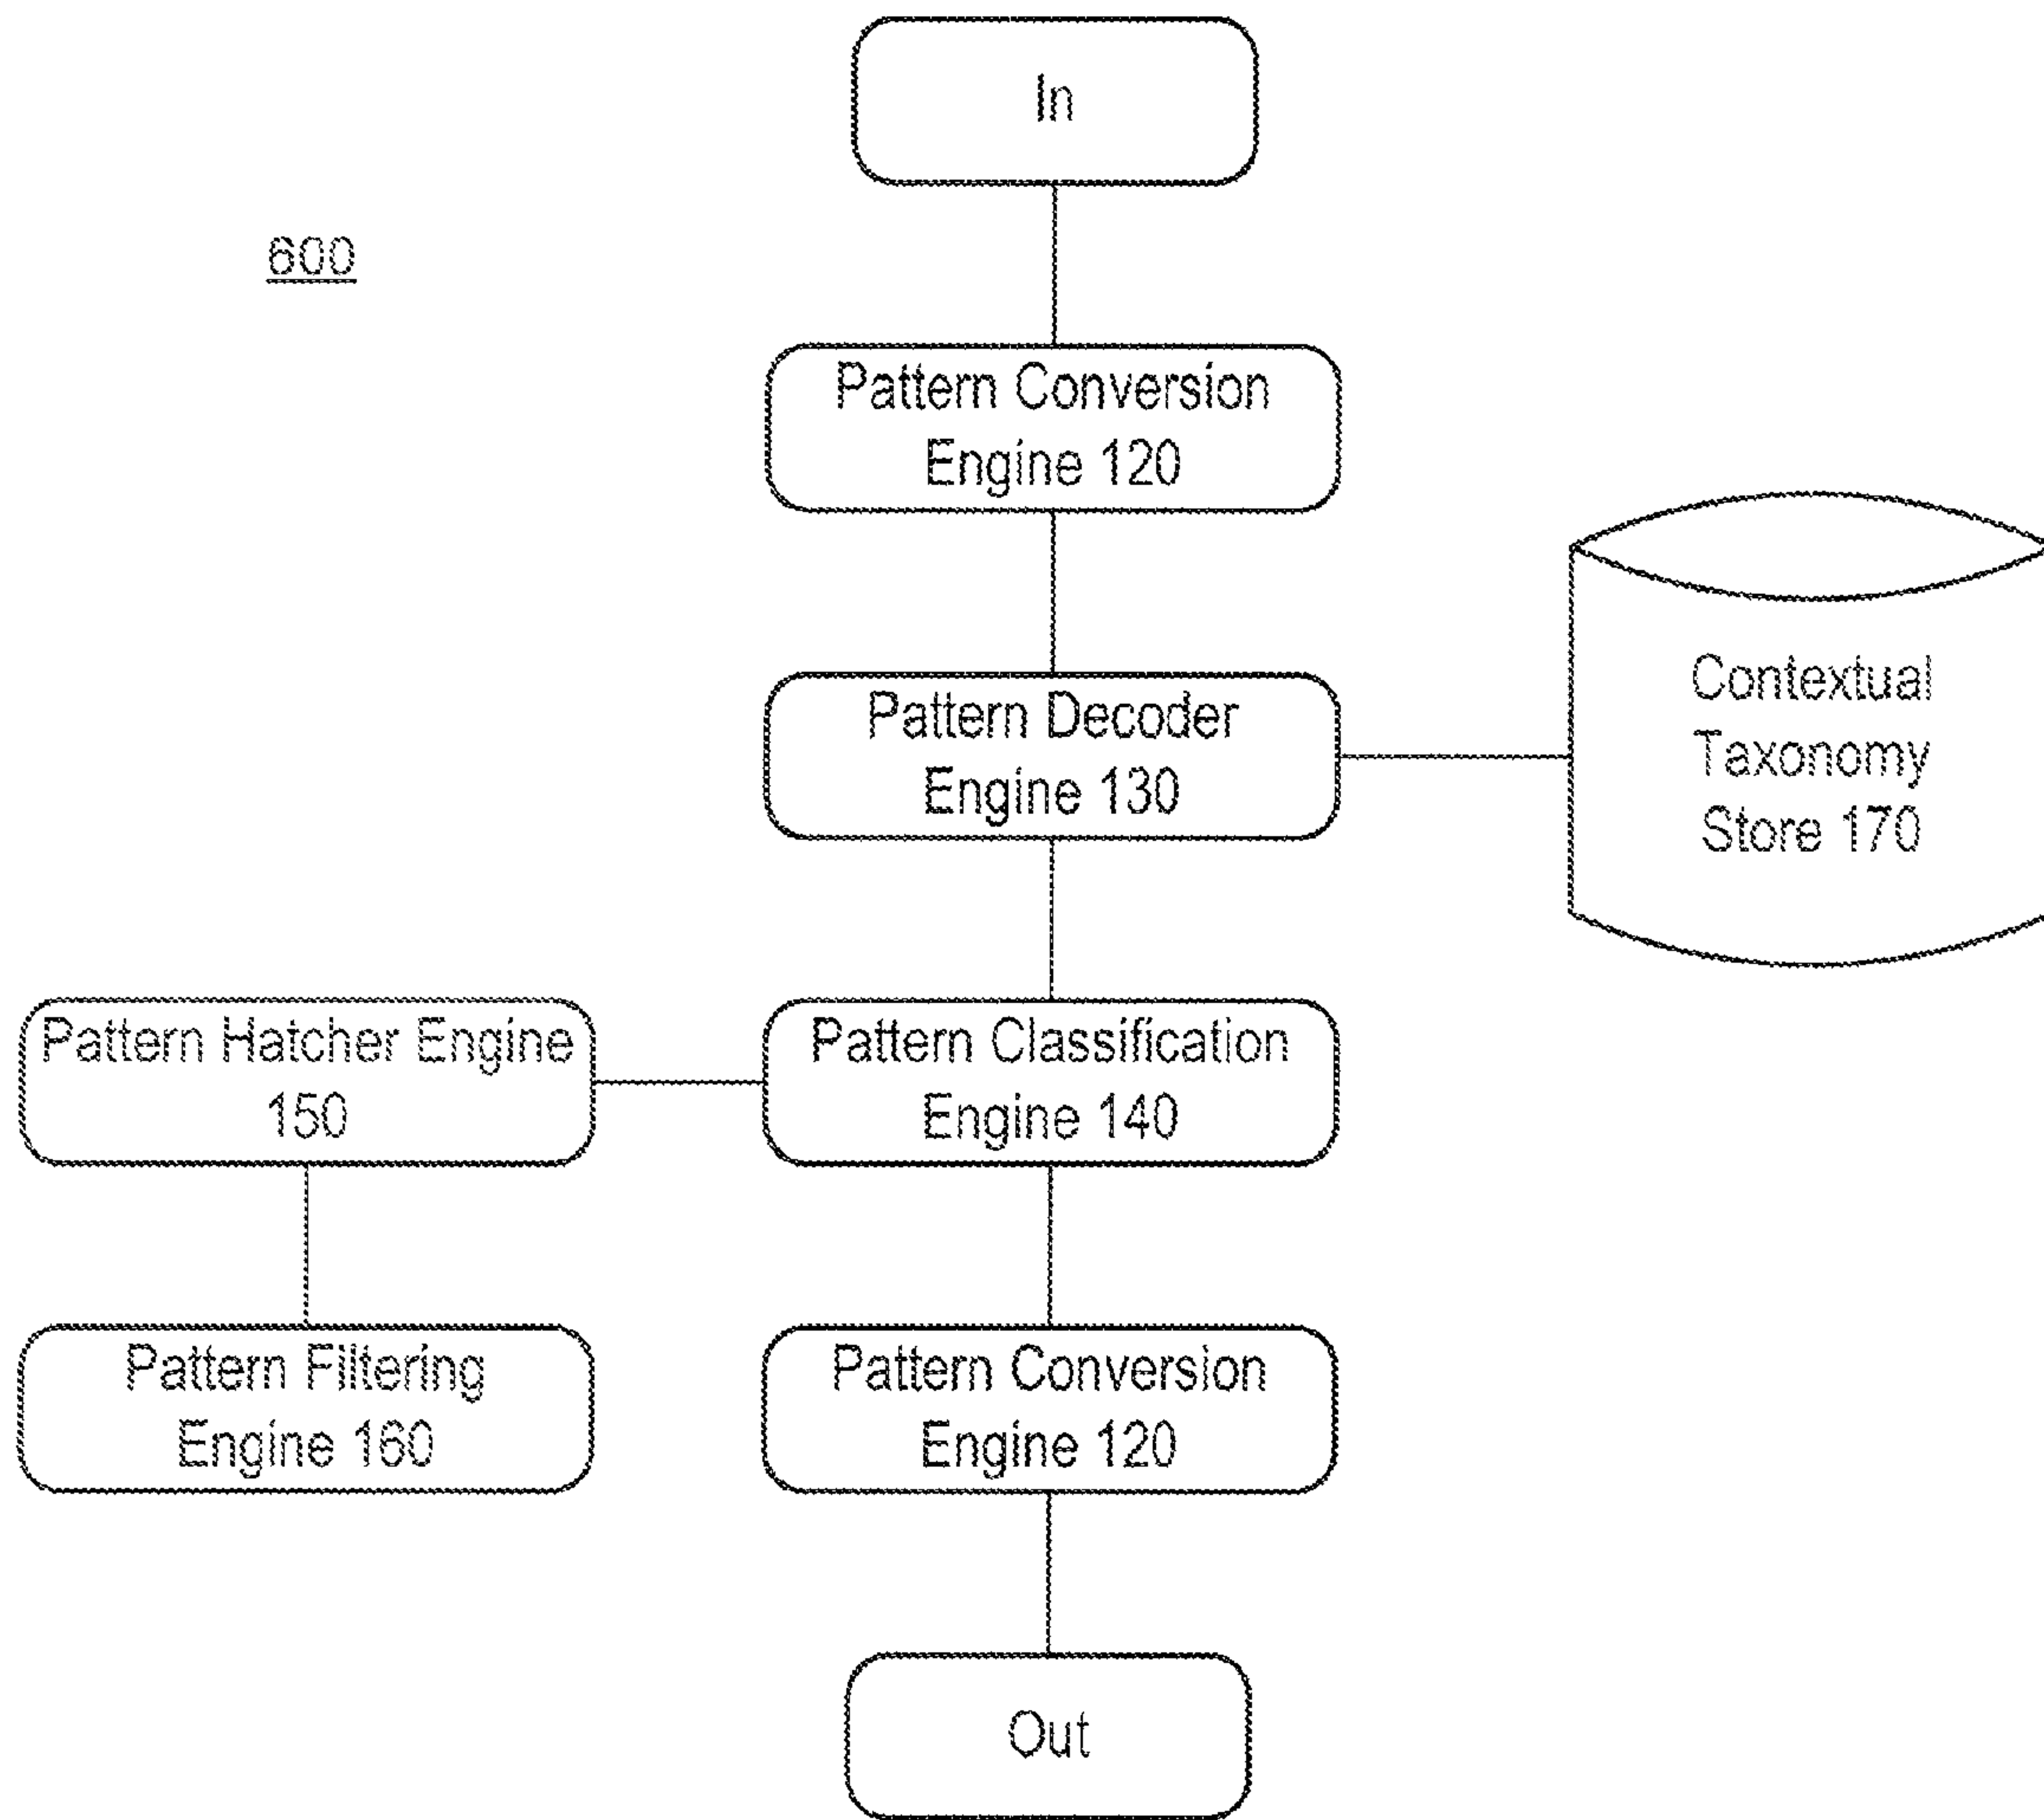 In
600
Pattern Conversion
Engine 120
Pattern Decoder
Engine 130
Contextual
Taxonomy
Store 170
Pattern Hatcher Engine
150
Pattern Classification
Engine 140
Pattern Filtering
Engine 160
Pattern Conversion
Engine 120
Out